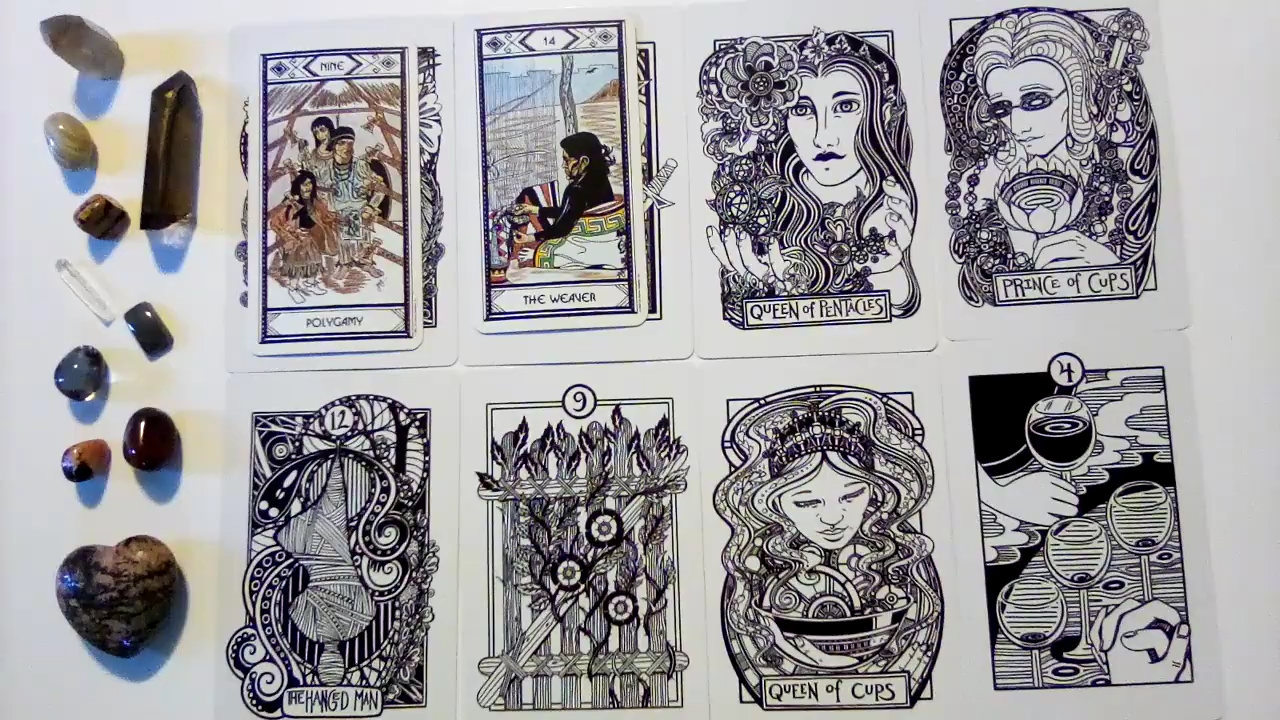 NINE
POLYGAMY
14
THE WEAVER
QUEEN of PENTACLES
PRINCE OF CUPS
12
THE HANGED MAN
9
QUEEN of CUPS
4